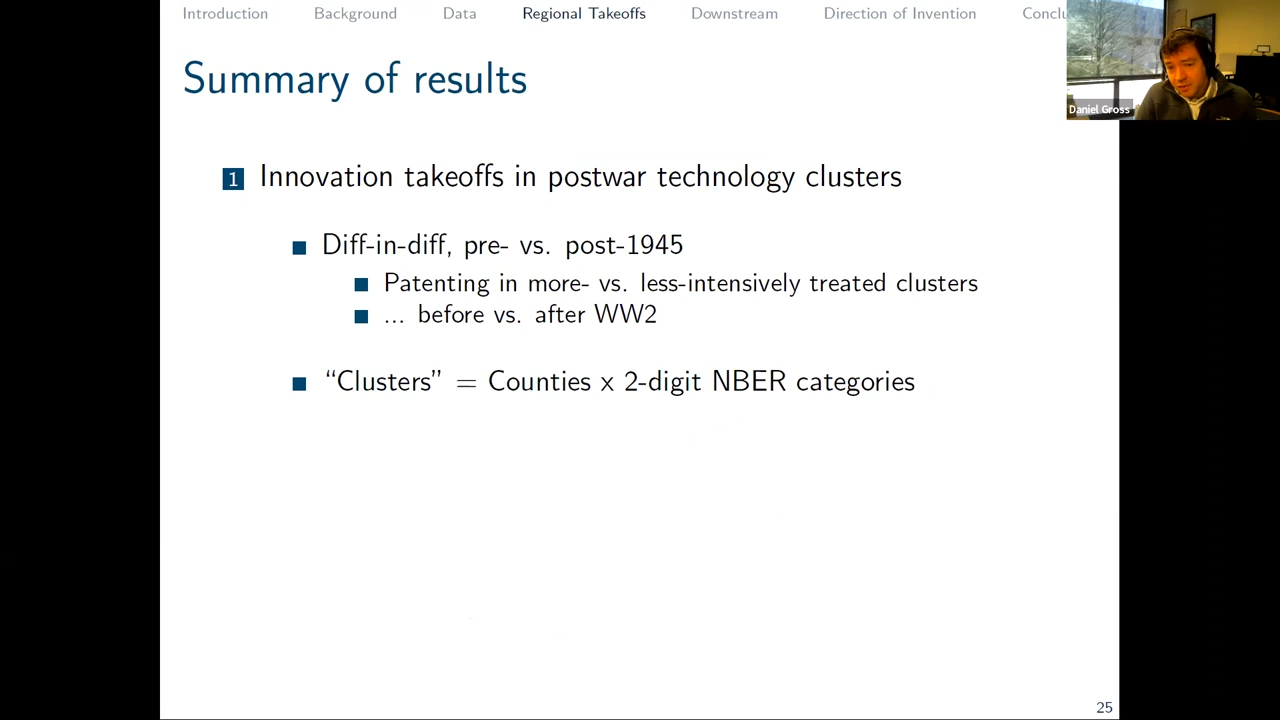 Introduction Background Data Regional Takeoffs Downstream Direction of Invention Conclu
Daniel Gross
Summary of results
1 Innovation takeoffs in postwar technology clusters
Diff-in-diff, pre- vs. post-1945
Patenting in more- vs. less-intensively treated clusters
... before vs. after WW2
“Clusters” = Counties x 2-digit NBER categories
25